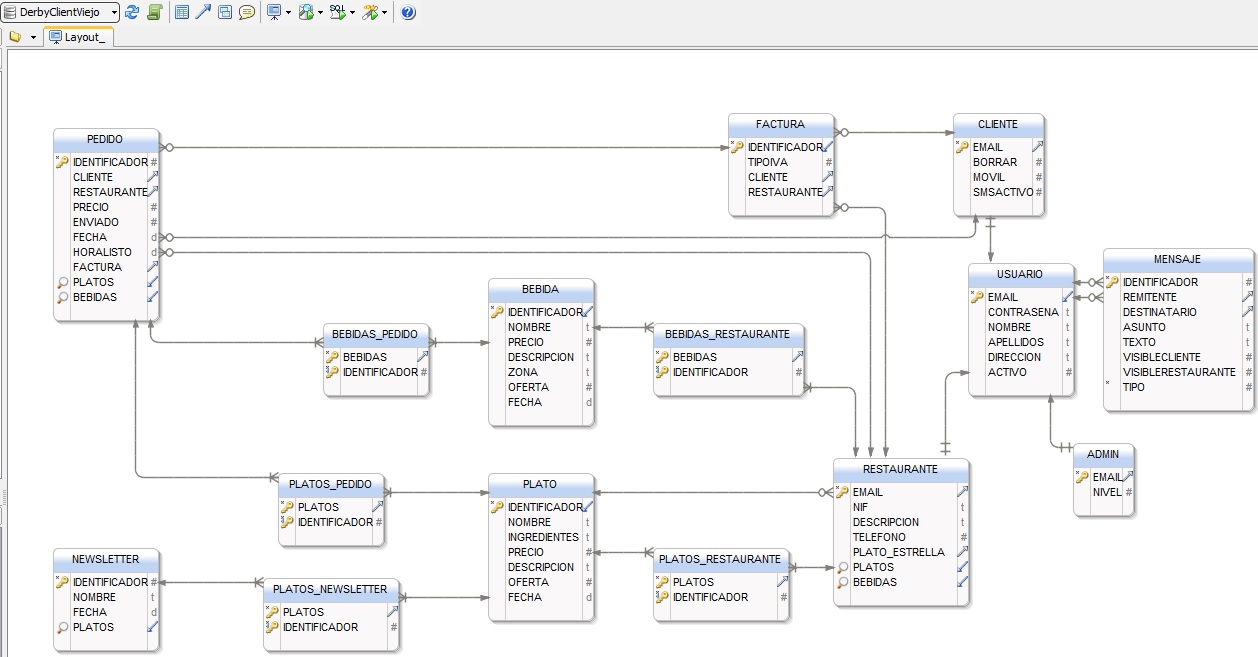 DerbyClientViejo
SQL
Layout_
PEDIDO
IDENTIFICADOR #
CLIENTE
RESTAURANTE
PRECIO #
ENVIADO #
FECHA d
HORALISTO d
FACTURA
PLATOS
BEBIDAS
FACTURA
IDENTIFICADOR
TIPOIVA #
CLIENTE
RESTAURANTE
CLIENTE
EMAIL
BORRAR #
MOVIL #
SMSACTIVO #
USUARIO
EMAIL
CONTRASENA t
NOMBRE t
APELLIDOS t
DIRECCION t
ACTIVO #
MENSAJE
IDENTIFICADOR #
REMITENTE
DESTINATARIO
ASUNTO t
TEXTO t
VISIBLECLIENTE #
VISIBLERESTAURANTE #
* TIPO #
BEBIDA
IDENTIFICADOR
NOMBRE t
PRECIO #
DESCRIPCION t
ZONA t
OFERTA #
FECHA d
BEBIDAS_PEDIDO
BEBIDAS
IDENTIFICADOR #
BEBIDAS_RESTAURANTE
BEBIDAS
IDENTIFICADOR #
ADMIN
EMAIL
NIVEL #
RESTAURANTE
EMAIL
NIF t
DESCRIPCION t
TELEFONO #
PLATO_ESTRELLA
PLATOS
BEBIDAS
PLATOS_PEDIDO
PLATOS
IDENTIFICADOR #
PLATO
IDENTIFICADOR
NOMBRE t
INGREDIENTES t
PRECIO #
DESCRIPCION t
OFERTA #
FECHA d
PLATOS_RESTAURANTE
PLATOS
IDENTIFICADOR #
NEWSLETTER
IDENTIFICADOR #
NOMBRE t
FECHA d
PLATOS
PLATOS_NEWSLETTER
PLATOS
IDENTIFICADOR #